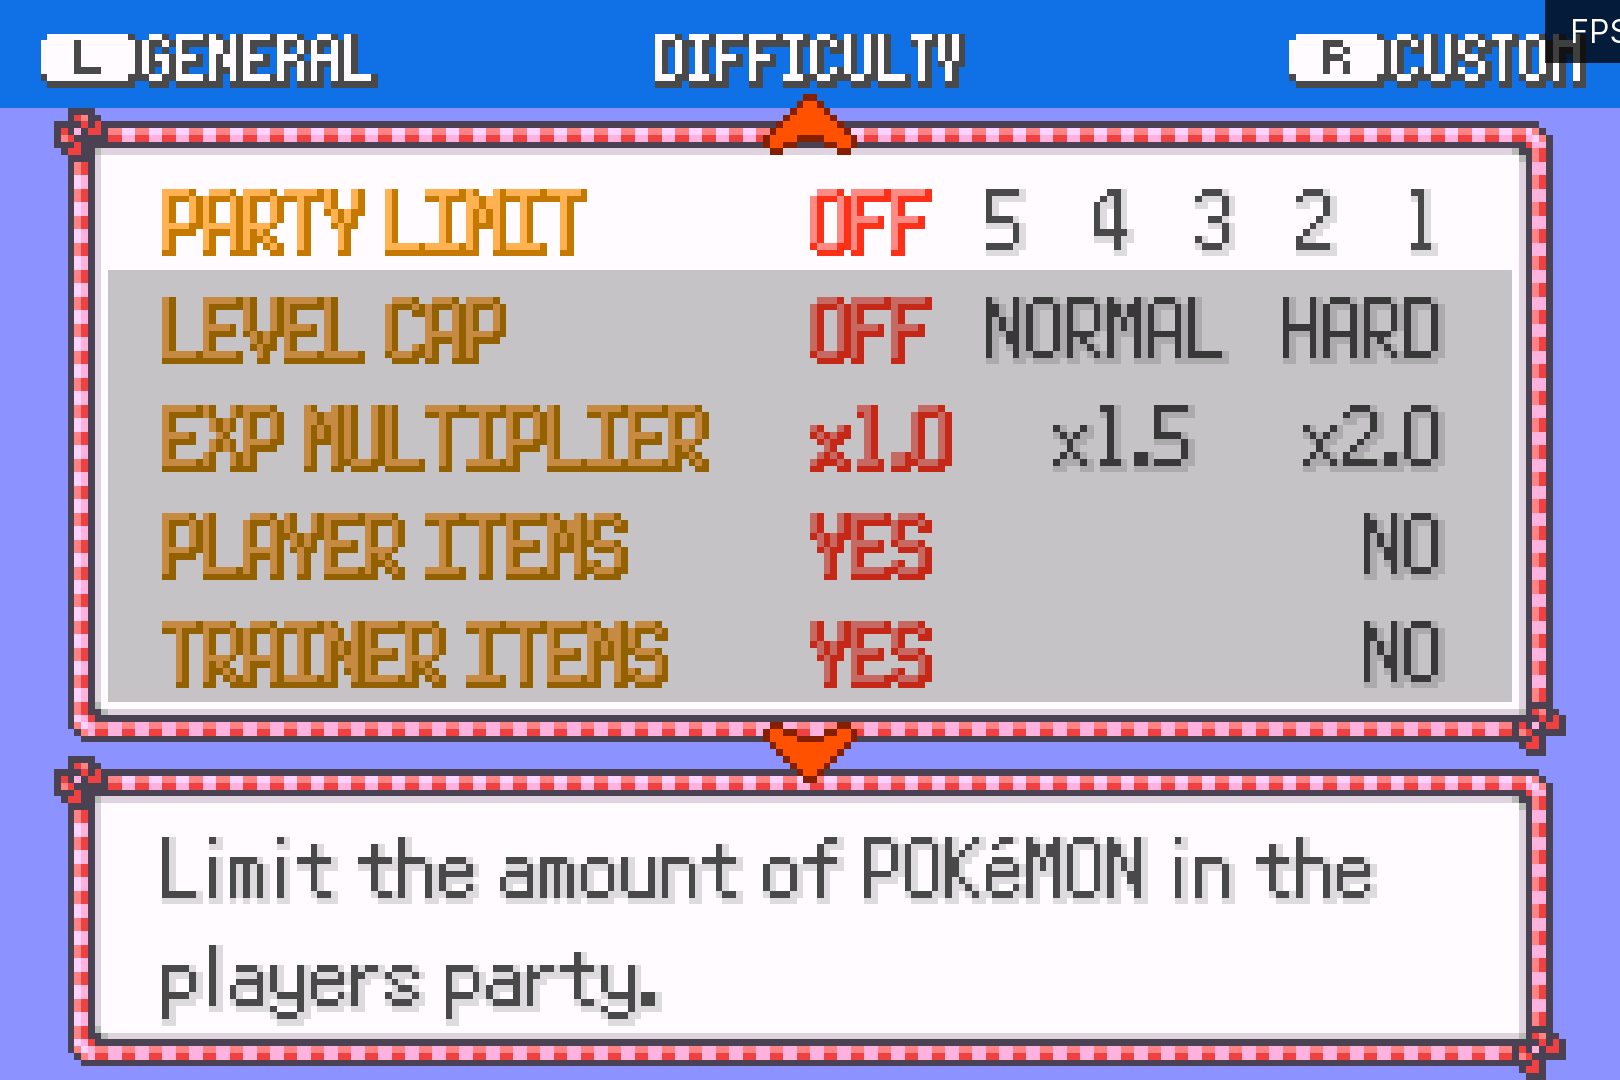 L GENERAL DIFFICULTY R CUSTOM FPS
PARTY LIMIT OFF 5 4 3 2 1
LEVEL CAP OFF NORMAL HARD
EXP MULTIPLIER x1.0 x1.5 x2.0
PLAYER ITEMS YES NO
TRAINER ITEMS YES NO
Limit the amount of POKéMON in the
players party.